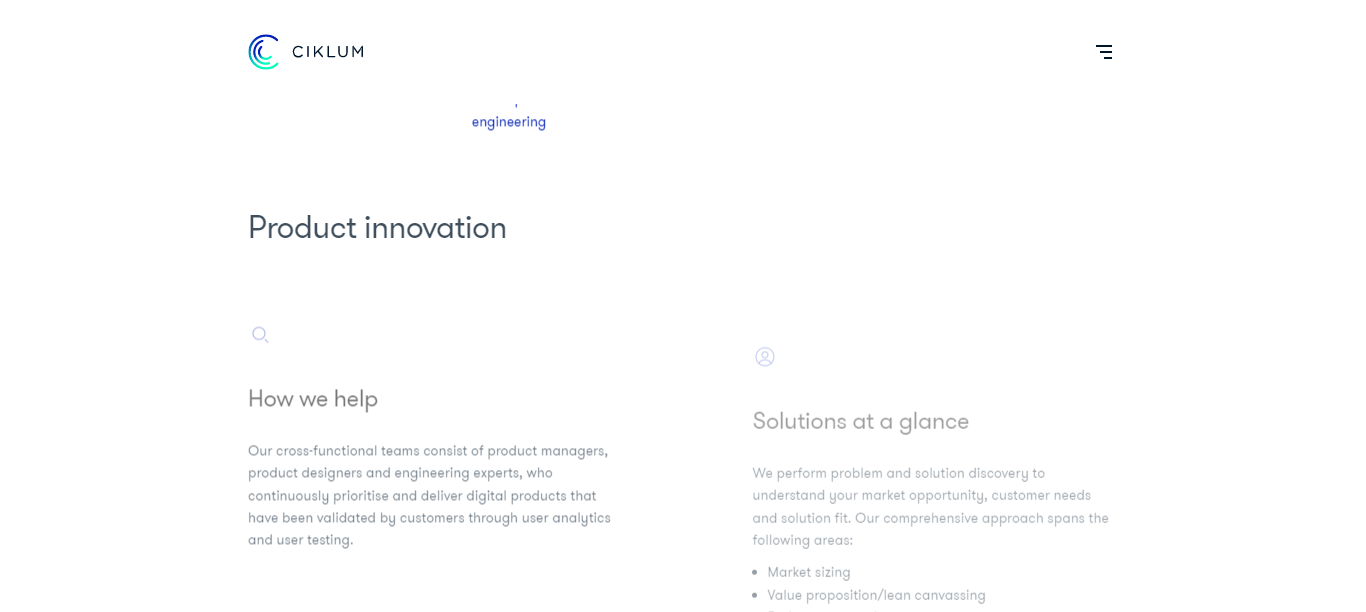 CIKLUM
engineering
Product innovation
How we help
Our cross-functional teams consist of product managers,
product designers and engineering experts, who
continuously prioritise and deliver digital products that
have been validated by customers through user analytics
and user testing.
Solutions at a glance
We perform problem and solution discovery to
understand your market opportunity, customer needs
and solution fit. Our comprehensive approach spans the
following areas:
Market sizing
Value proposition/lean canvassing